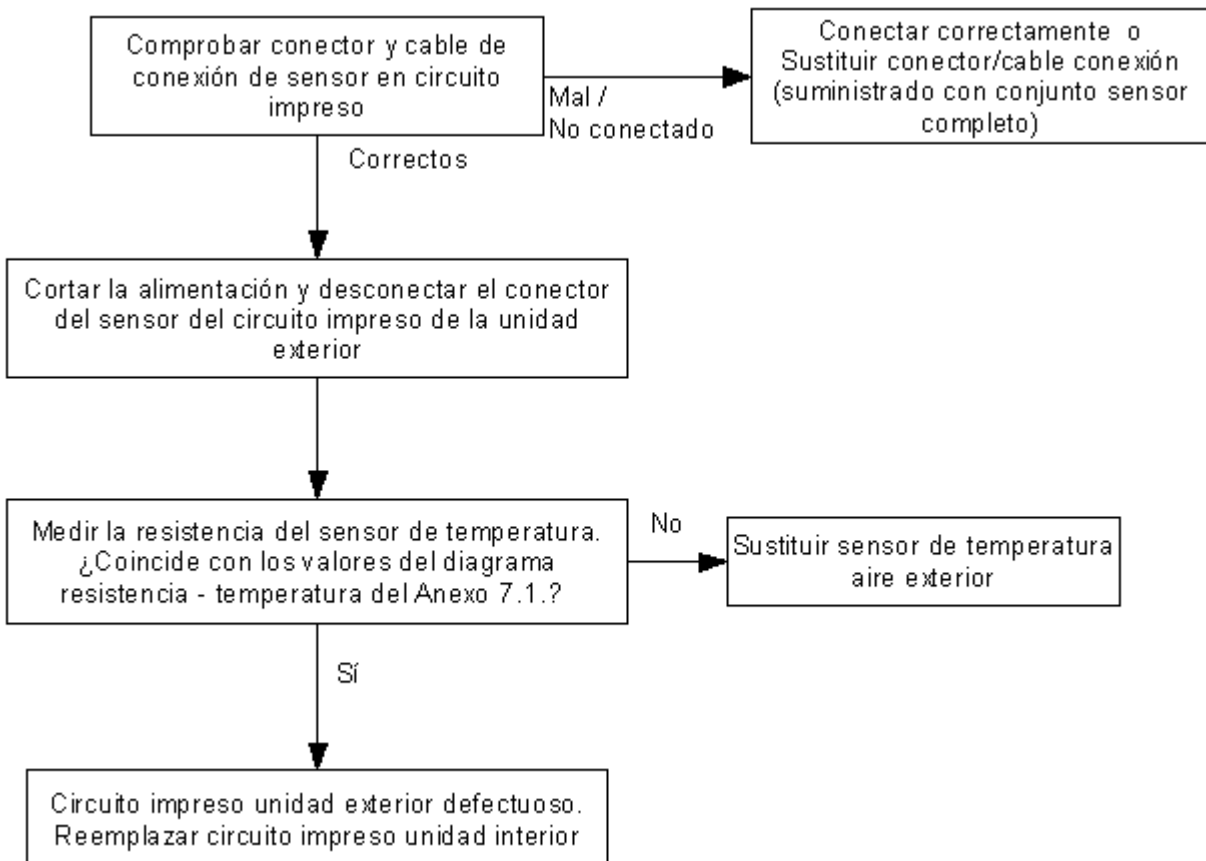 Comprobar conector y cable de
conexión de sensor en circuito
impreso
Mal /
No conectado
Conectar correctamente o
Sustituir conector/cable conexión
(suministrado con conjunto sensor
completo)
Correctos
Cortar la alimentación y desconectar el conector
del sensor del circuito impreso de la unidad
exterior
Medir la resistencia del sensor de temperatura.
¿Coincide con los valores del diagrama
resistencia - temperatura del Anexo 7.1.?
No
Sustituir sensor de temperatura
aire exterior
Sí
Circuito impreso unidad exterior defectuoso.
Reemplazar circuito impreso unidad interior